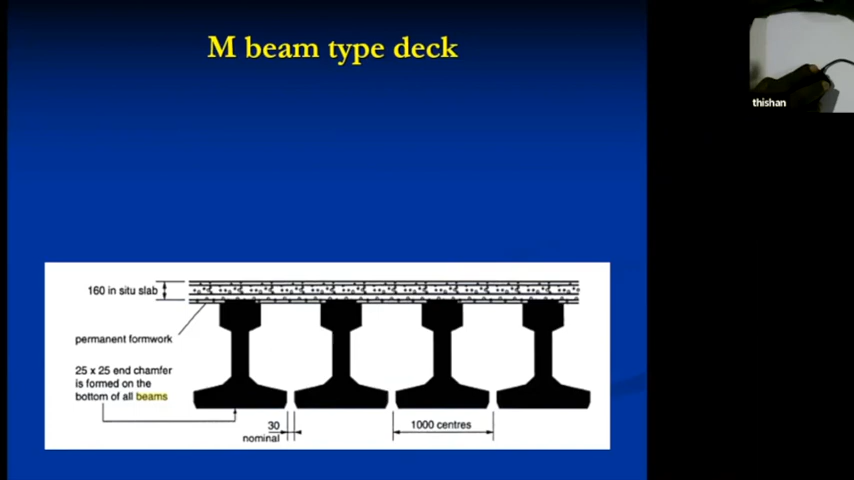 M beam type deck
thishan
160 in situ slab
permanent formwork
25 x 25 end chamfer
is formed on the
bottom of all beams
30
nominal
1000 centres